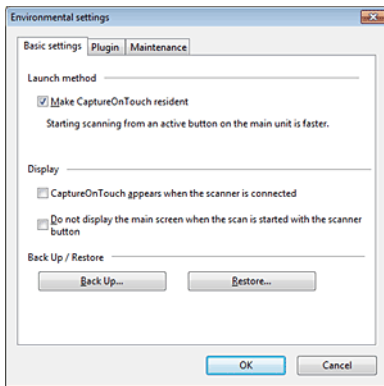 Environmental settings
Basic settings Plugin Maintenance
Launch method
Make CaptureOnTouch resident
Starting scanning from an active button on the main unit is faster.
Display
CaptureOnTouch appears when the scanner is connected
Do not display the main screen when the scan is started with the scanner
button
Back Up / Restore
Back Up... Restore...
OK Cancel